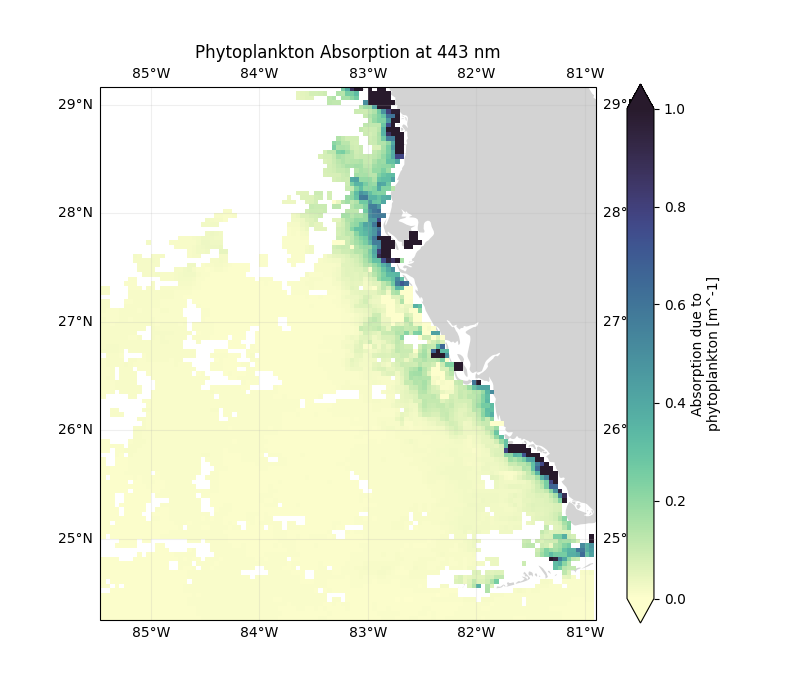 Phytoplankton Absorption at 443 nm
85°W 84°W 83°W 82°W 81°W
29°N 29°
28°N 28°
27°N 27°
26°N 26°
25°N 25°
85°W 84°W 83°W 82°W 81°W
1.0
0.8
0.6
0.4
0.2
0.0
Absorption due to
phytoplankton [m^-1]